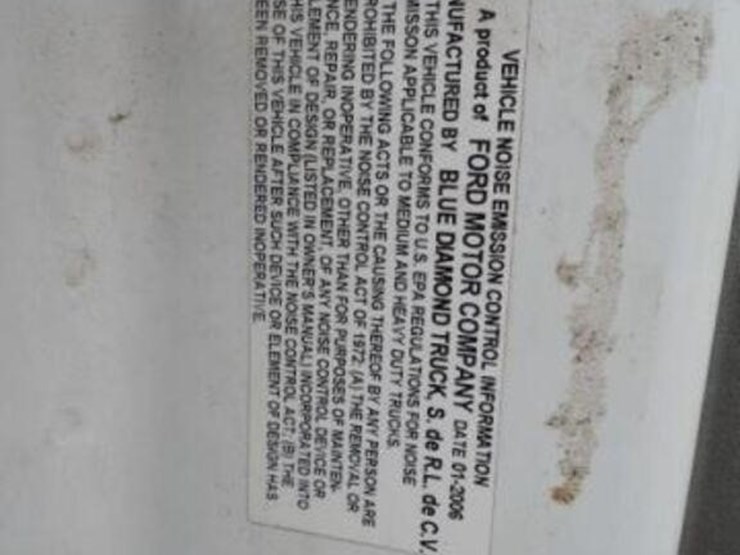 VEHICLE NOISE EMISSION CONTROL INFORMATION
A product of FORD MOTOR COMPANY DATE 01-2006
NUFACTURED BY BLUE DIAMOND TRUCK, S. de R.L. de C.V.
THIS VEHICLE CONFORMS TO U.S. EPA REGULATIONS FOR NOISE
MISSON APPLICABLE TO MEDIUM AND HEAVY DUTY TRUCKS.
THE FOLLOWING ACTS OR THE CAUSING THEREOF BY ANY PERSON ARE
ROHIBITED BY THE NOISE CONTROL ACT OF 1972 (A) THE REMOVAL OR
ENDERING INOPERATIVE, OTHER THAN FOR PURPOSES OF MAINTEN-
NCE, REPAIR, OR REPLACEMENT, OF ANY NOISE CONTROL DEVICE OR
LEMENT OF DESIGN (LISTED IN OWNER'S MANUAL) INCORPORATED INTO
HIS VEHICLE IN COMPLIANCE WITH THE NOISE CONTROL ACT; (B) THE
SE OF THIS VEHICLE AFTER SUCH DEVICE OR ELEMENT OF DESIGN HAS
EEN REMOVED OR RENDERED INOPERATIVE.